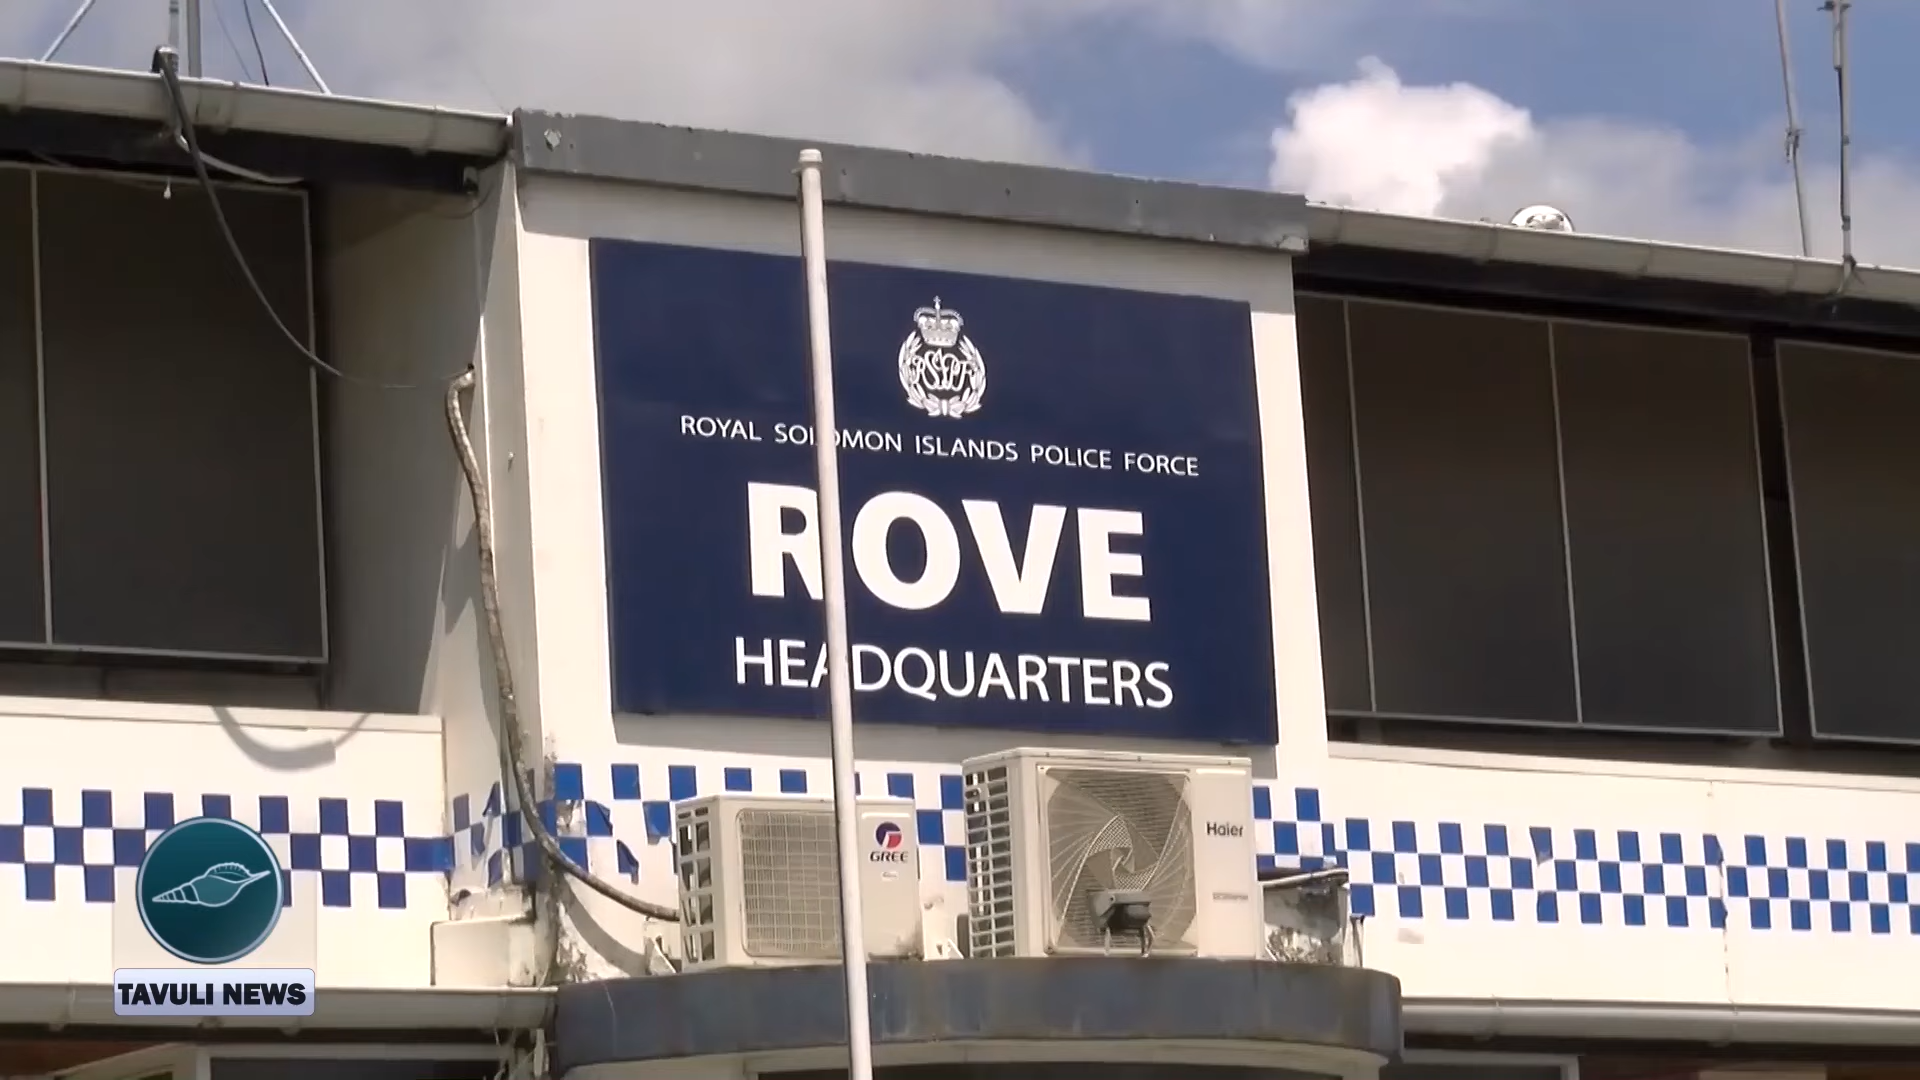 RSIPF
ROYAL SOLOMON ISLANDS POLICE FORCE
ROVE
HEADQUARTERS
GREE
Haier
TAVULI NEWS